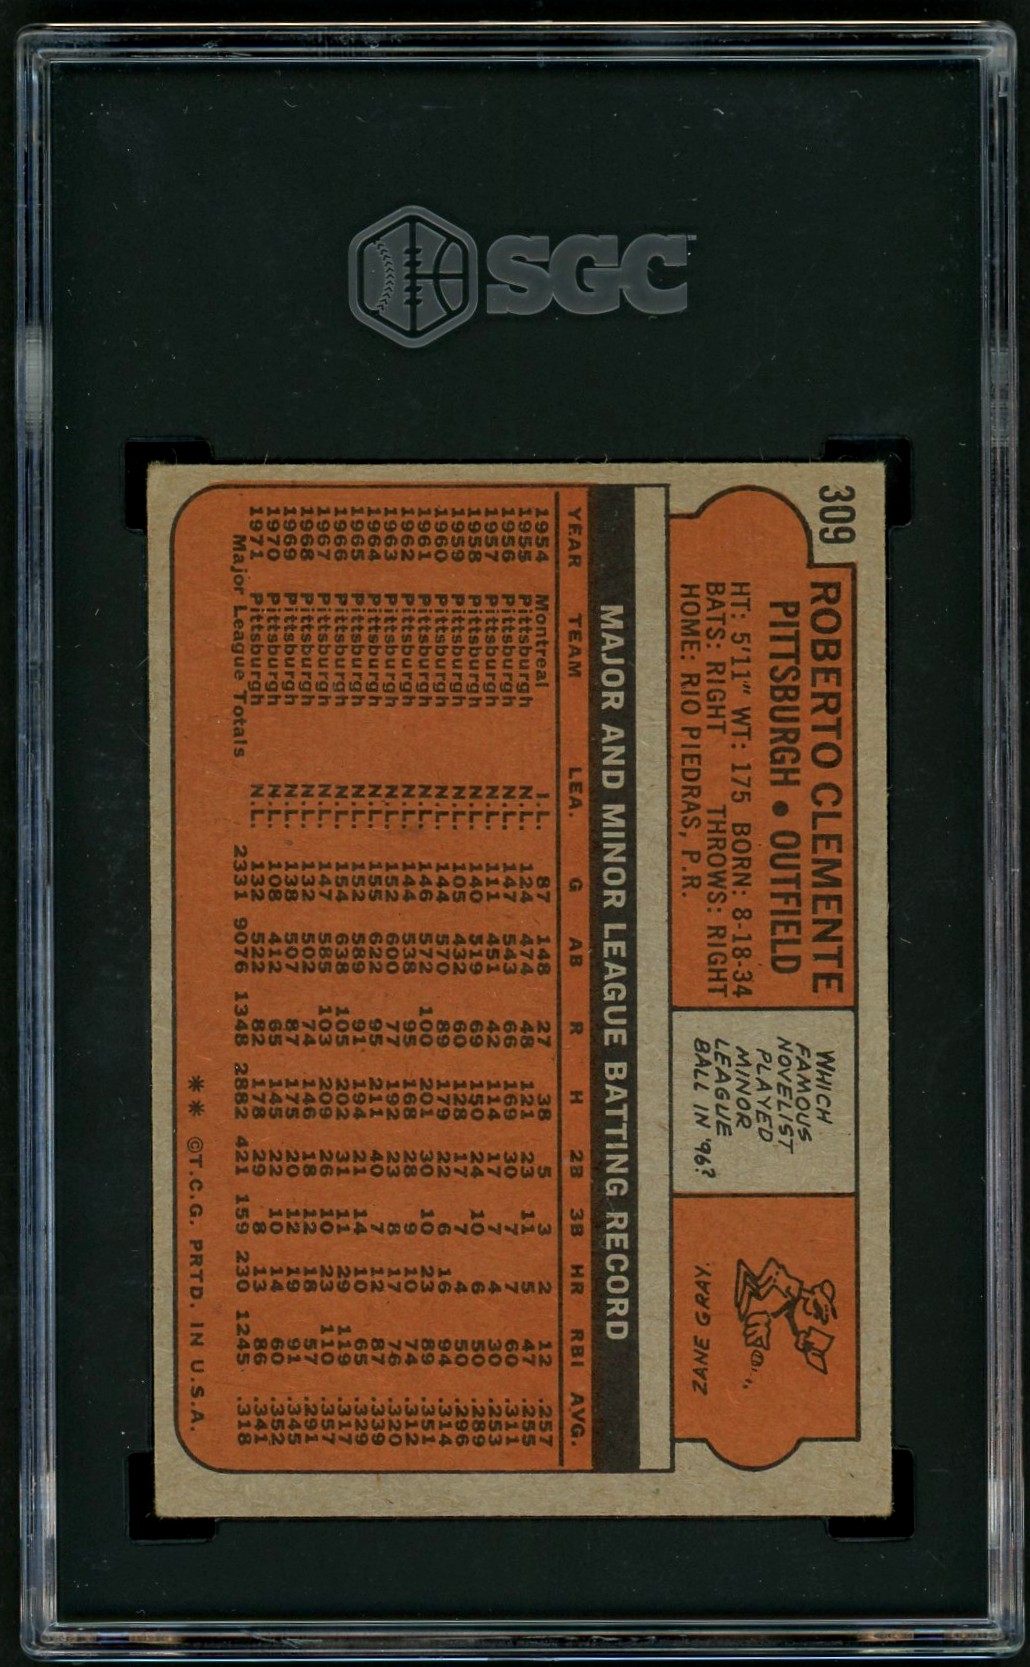 SGC
309
ROBERTO CLEMENTE
PITTSBURGH • OUTFIELD
HT: 5'11" WT: 175 BORN: 8-18-34
BATS: RIGHT THROWS: RIGHT
HOME: RIO PIEDRAS, P.R.
WHICH
FAMOUS
NOVELIST
PLAYED
MINOR
LEAGUE
BALL IN '96?
ZANE GRAY.
MAJOR AND MINOR LEAGUE BATTING RECORD
YEAR TEAM LEA. G AB R H 2B 3B HR RBI AVG.
1954 Montreal I.L. 87 148 27 38 5 3 2 12 .257
1955 Pittsburgh N.L. 124 474 48 121 23 11 5 47 .255
1956 Pittsburgh N.L. 147 543 66 169 30 7 7 60 .311
1957 Pittsburgh N.L. 111 451 42 114 17 7 4 30 .253
1958 Pittsburgh N.L. 140 519 69 150 24 10 6 50 .289
1959 Pittsburgh N.L. 105 432 60 128 17 7 4 50 .296
1960 Pittsburgh N.L. 144 570 89 179 22 6 16 94 .314
1961 Pittsburgh N.L. 146 572 100 201 30 10 23 89 .351
1962 Pittsburgh N.L. 144 538 95 168 28 9 10 74 .312
1963 Pittsburgh N.L. 152 600 77 192 23 8 17 76 .320
1964 Pittsburgh N.L. 155 622 95 211 40 7 12 87 .339
1965 Pittsburgh N.L. 152 589 91 194 21 14 10 65 .329
1966 Pittsburgh N.L. 154 638 105 202 31 11 29 119 .317
1967 Pittsburgh N.L. 147 585 103 209 26 10 23 110 .357
1968 Pittsburgh N.L. 132 502 74 146 18 12 18 57 .291
1969 Pittsburgh N.L. 138 507 87 175 20 12 19 91 .345
1970 Pittsburgh N.L. 108 412 65 145 22 10 14 60 .352
1971 Pittsburgh N.L. 132 522 82 178 29 8 13 86 .341
Major League Totals 2331 9076 1348 2882 421 159 230 1245 .318
** ©T.C.G. PRTD. IN U.S.A.